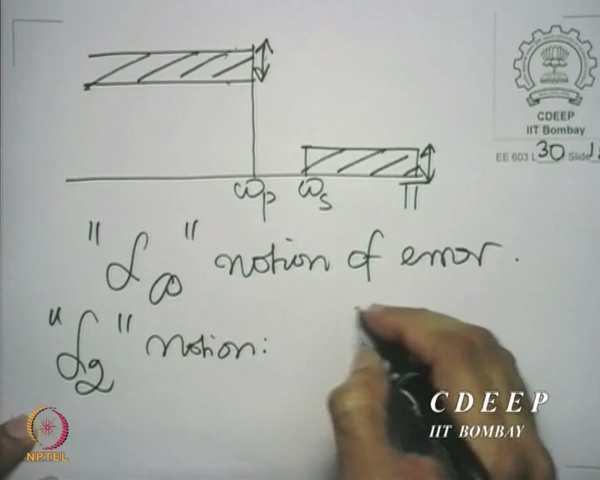 CDEEP
IIT Bombay
EE 603 L 30 Slide
ωp ωs π
"L∞" notion of error.
"L2" notion:
CDEEP
IIT BOMBAY
NPTEL